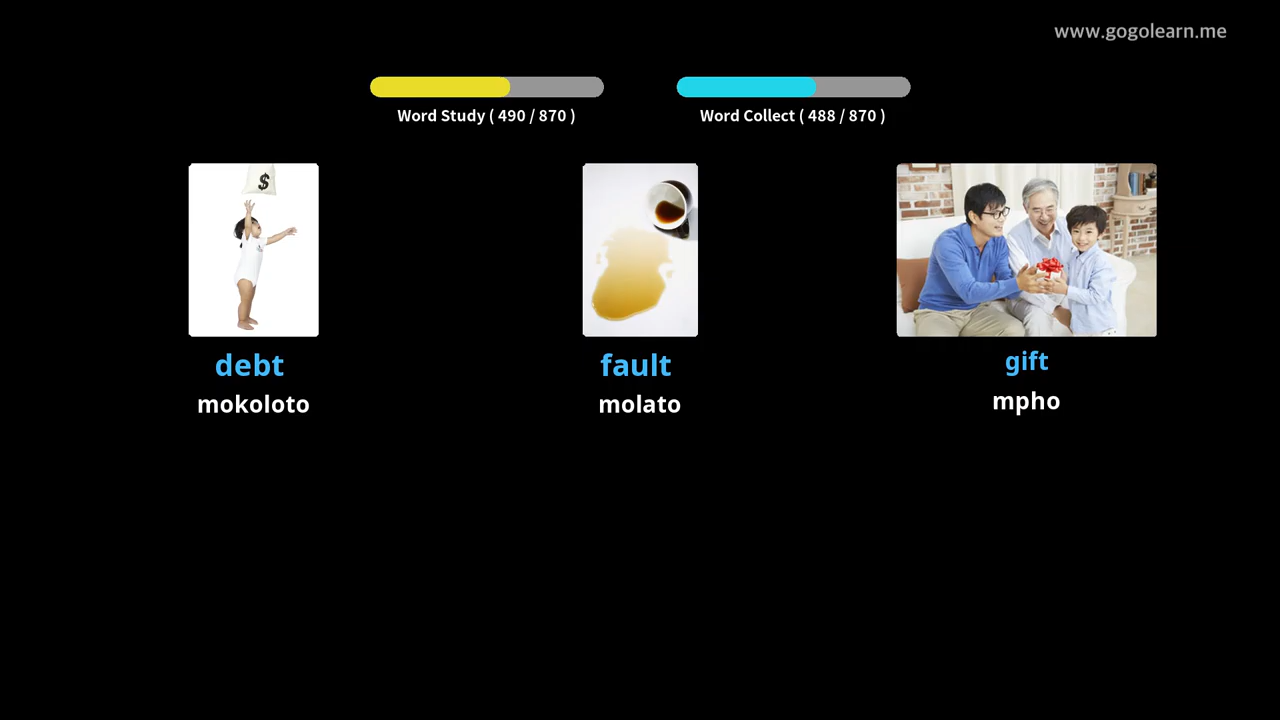 www.gogolearn.me
Word Study ( 490 / 870 )
Word Collect ( 488 / 870 )
$
debt
mokoloto
fault
molato
gift
mpho